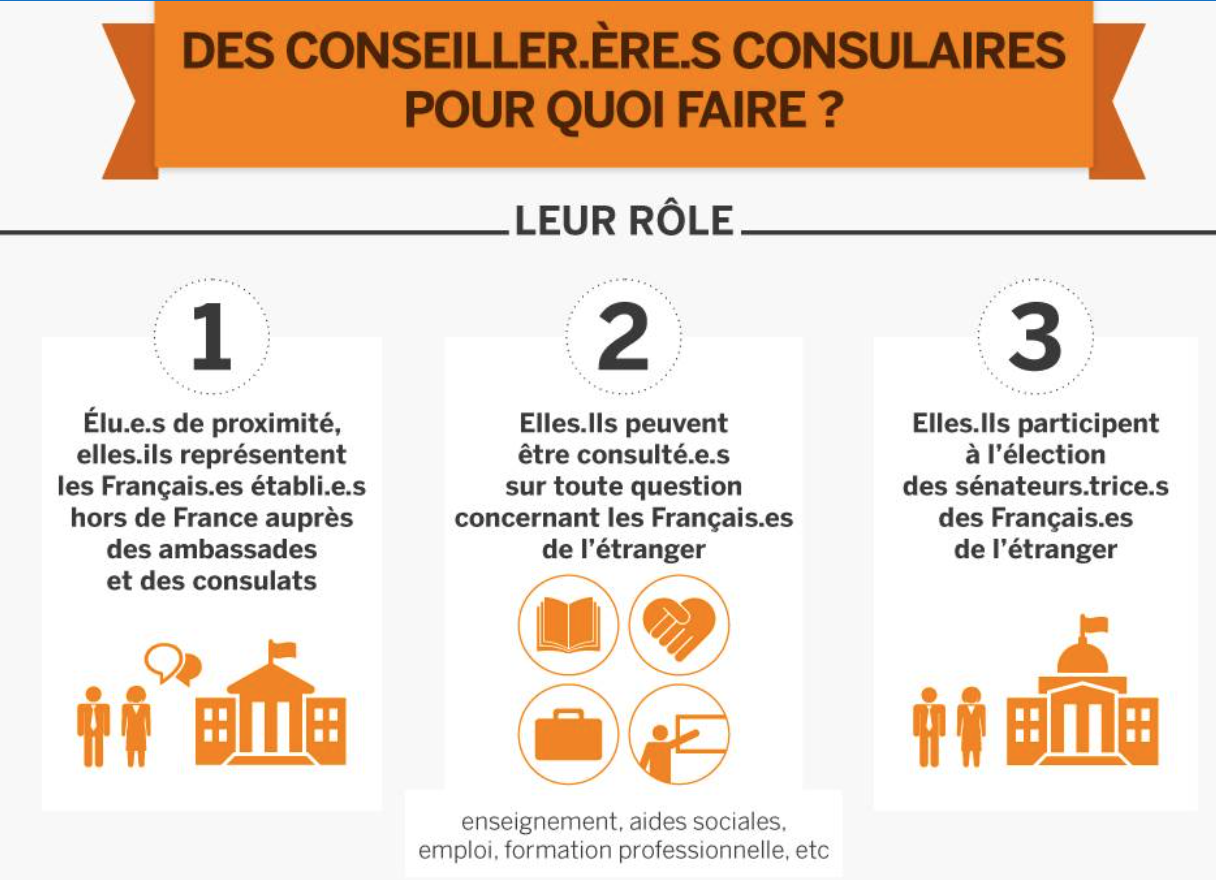 DES CONSEILLER.ÈRE.S CONSULAIRES
POUR QUOI FAIRE ?
LEUR RÔLE
1
Élu.e.s de proximité,
elles.ils représentent
les Français.es établi.e.s
hors de France auprès
des ambassades
et des consulats
2
Elles.Ils peuvent
être consulté.e.s
sur toute question
concernant les Français.es
de l'étranger
enseignement, aides sociales,
emploi, formation professionnelle, etc
3
Elles.Ils participent
à l'élection
des sénateurs.trice.s
des Français.es
de l'étranger